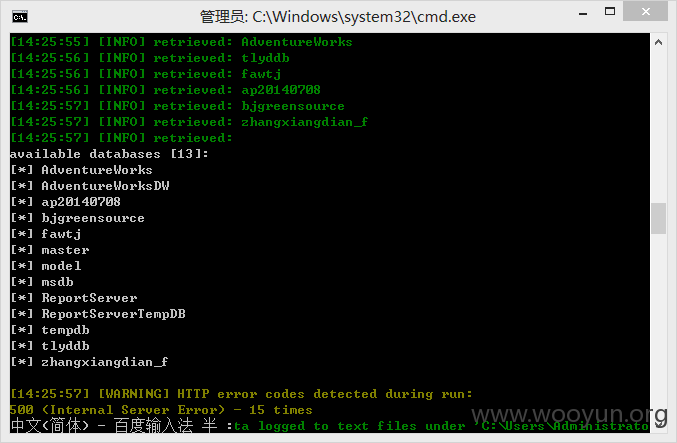 管理员: C:\Windows\system32\cmd.exe
[14:25:55] [INFO] retrieved: AdventureWorks
[14:25:56] [INFO] retrieved: tlyddb
[14:25:56] [INFO] retrieved: fawtj
[14:25:56] [INFO] retrieved: ap20140708
[14:25:57] [INFO] retrieved: bjgreensource
[14:25:57] [INFO] retrieved: zhangxiangdian_f
[14:25:57] [INFO] retrieved:
available databases [13]:
[*] AdventureWorks
[*] AdventureWorksDW
[*] ap20140708
[*] bjgreensource
[*] fawtj
[*] master
[*] model
[*] msdb
[*] ReportServer
[*] ReportServerTempDB
[*] tempdb
[*] tlyddb
[*] zhangxiangdian_f
[14:25:57] [WARNING] HTTP error codes detected during run:
500 (Internal Server Error) - 15 times
中文(简体) - 百度输入法 半 :ta logged to text files under 'C:\Users\Administrato
www.wooyun.org